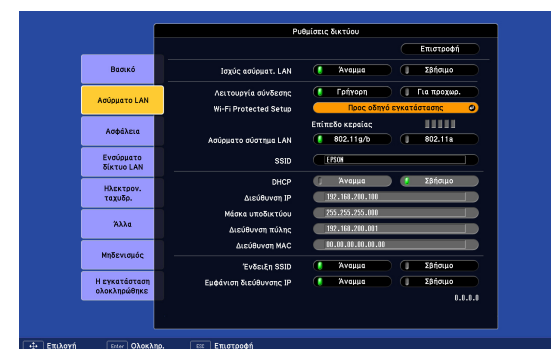 Ρυθμίσεις δικτύου
Επιστροφή
Βασικό
Ασύρματο LAN
Ασφάλεια
Ενσύρματο
δίκτυο LAN
Ηλεκτρον.
ταχυδρ.
Άλλα
Μηδενισμός
Η εγκατάσταση
ολοκληρώθηκε
Ισχύς ασύρματ. LAN Άναμμα Σβήσιμο
Λειτουργία σύνδεσης Γρήγορη Για προχωρ.
Wi-Fi Protected Setup Προς οδηγό εγκατάστασης
Επίπεδο κεραίας
Ασύρματο σύστημα LAN 802.11g/b 802.11a
SSID EPSON
DHCP Άναμμα Σβήσιμο
Διεύθυνση IP 192.168.200.100
Μάσκα υποδικτύου 255.255.255.000
Διεύθυνση πύλης 192.168.200.001
Διεύθυνση MAC 00.00.00.00.00.00
Ένδειξη SSID Άναμμα Σβήσιμο
Εμφάνιση διεύθυνσης IP Άναμμα Σβήσιμο
0.0.0.0
Επιλογή Enter Ολοκληρ. ESC Επιστροφή